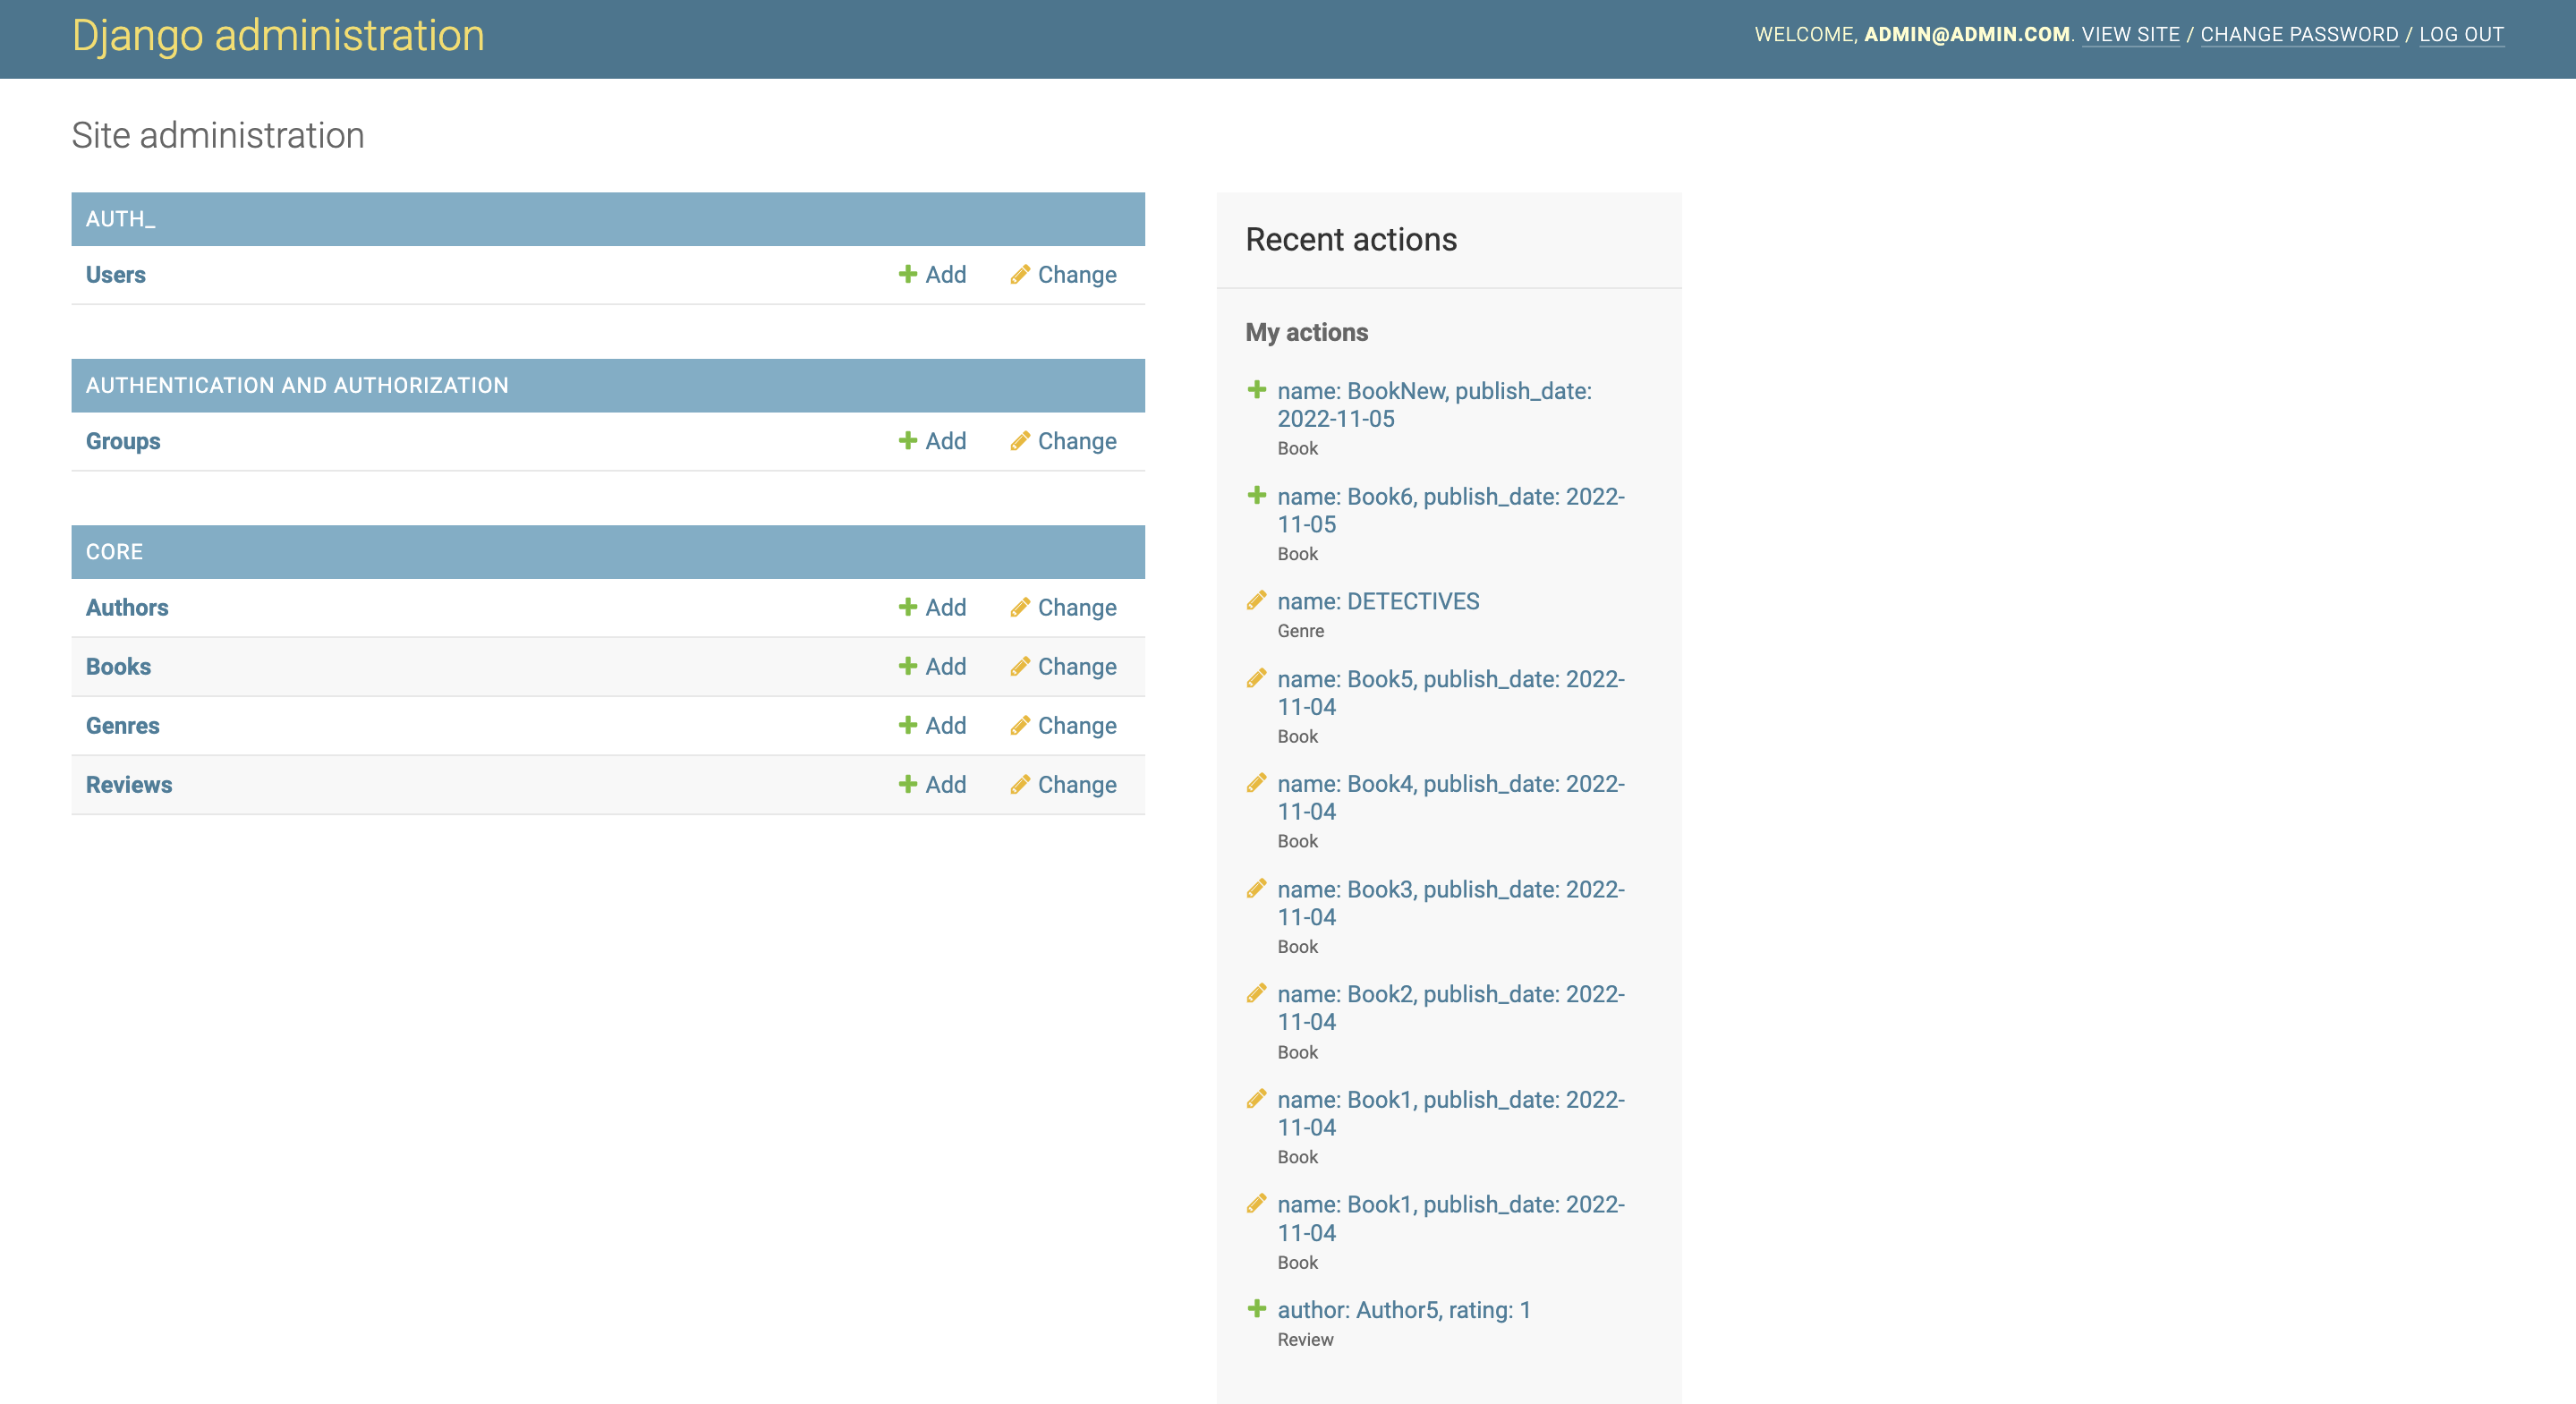 Django administration
WELCOME, ADMIN@ADMIN.COM. VIEW SITE / CHANGE PASSWORD / LOG OUT
Site administration
AUTH_
Users Add Change
AUTHENTICATION AND AUTHORIZATION
Groups Add Change
CORE
Authors Add Change
Books Add Change
Genres Add Change
Reviews Add Change
Recent actions
My actions
name: BookNew, publish_date:
2022-11-05
Book
name: Book6, publish_date: 2022-
11-05
Book
name: DETECTIVES
Genre
name: Book5, publish_date: 2022-
11-04
Book
name: Book4, publish_date: 2022-
11-04
Book
name: Book3, publish_date: 2022-
11-04
Book
name: Book2, publish_date: 2022-
11-04
Book
name: Book1, publish_date: 2022-
11-04
Book
name: Book1, publish_date: 2022-
11-04
Book
author: Author5, rating: 1
Review